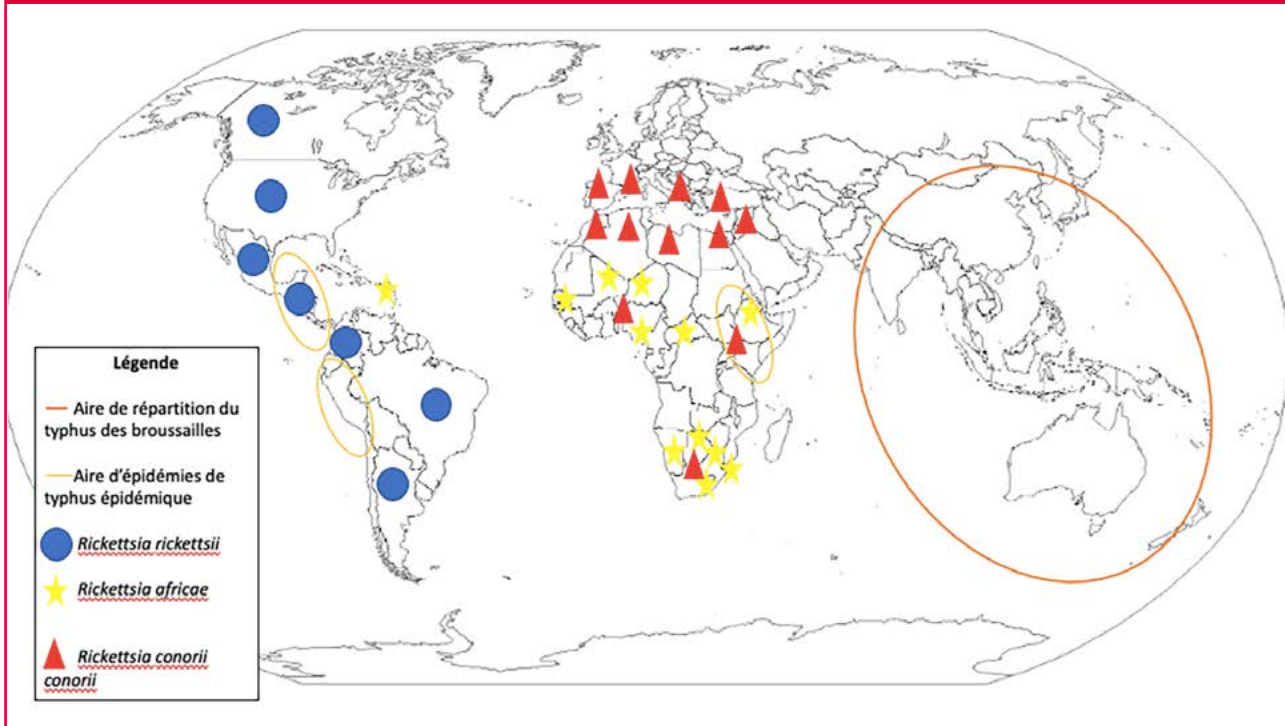 Légende
Aire de répartition du
typhus des broussailles
Aire d'épidémies de
typhus épidémique
Rickettsia rickettsii
Rickettsia africae
Rickettsia conorii
conorii